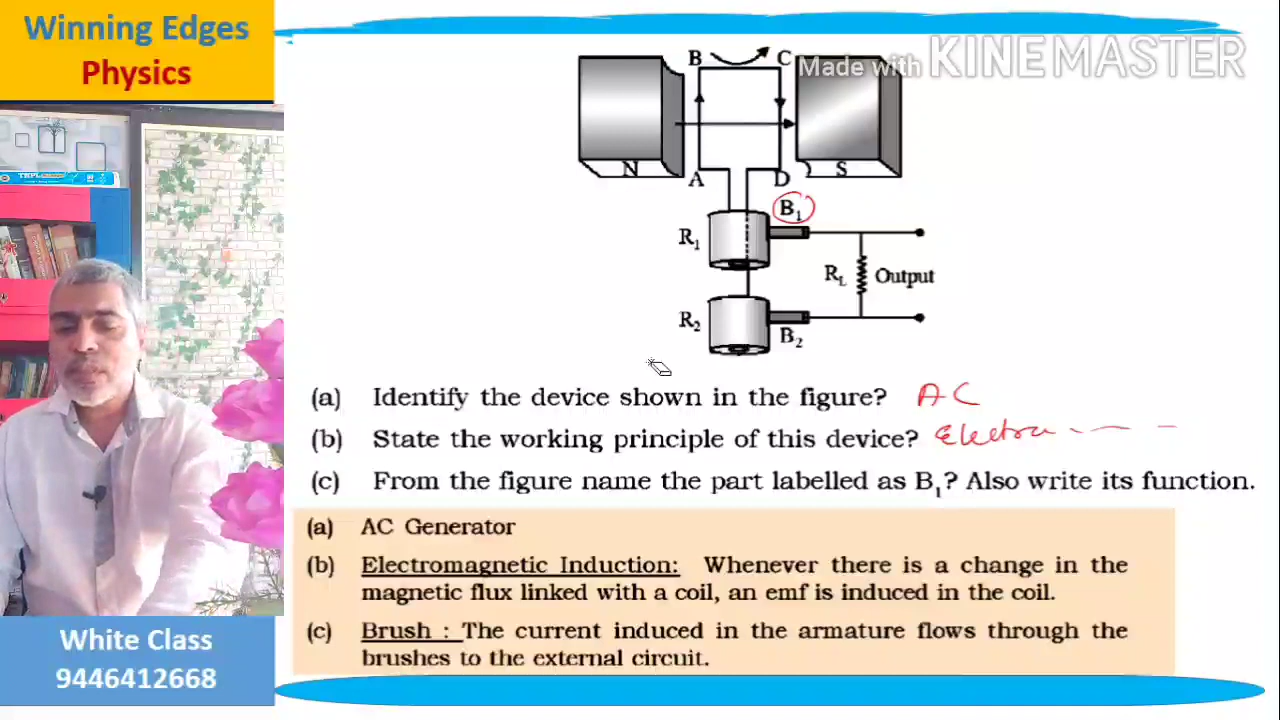 Winning Edges
Physics
Made with KINEMASTER
B
C
N
A
D
S
B₁
R₁
R_L Output
R₂
B₂
(a) Identify the device shown in the figure? AC
(b) State the working principle of this device? Electro
(c) From the figure name the part labelled as B₁? Also write its function.
(a) AC Generator
(b) Electromagnetic Induction: Whenever there is a change in the
magnetic flux linked with a coil, an emf is induced in the coil.
(c) Brush : The current induced in the armature flows through the
brushes to the external circuit.
White Class
9446412668